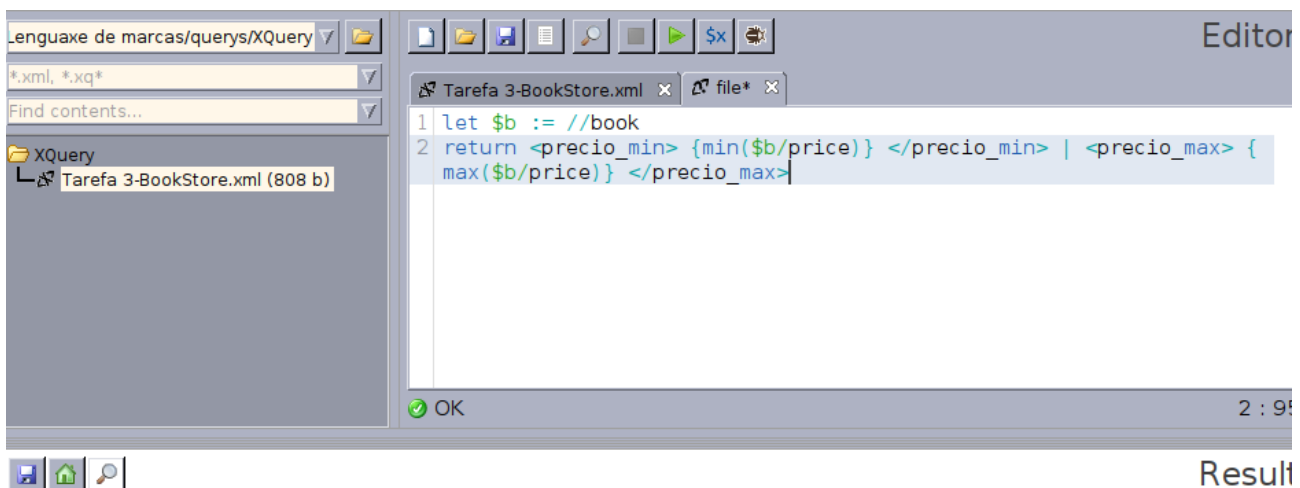 Lenguaxe de marcas/querys/XQuery
$x
Editor
*.xml, *.xq*
Find contents...
Tarefa 3-BookStore.xml
file*
XQuery
Tarefa 3-BookStore.xml (808 b)
1 let $b := //book
2 return <precio_min> {min($b/price)} </precio_min> | <precio_max> {
max($b/price)} </precio_max>
OK
2 : 95
Result